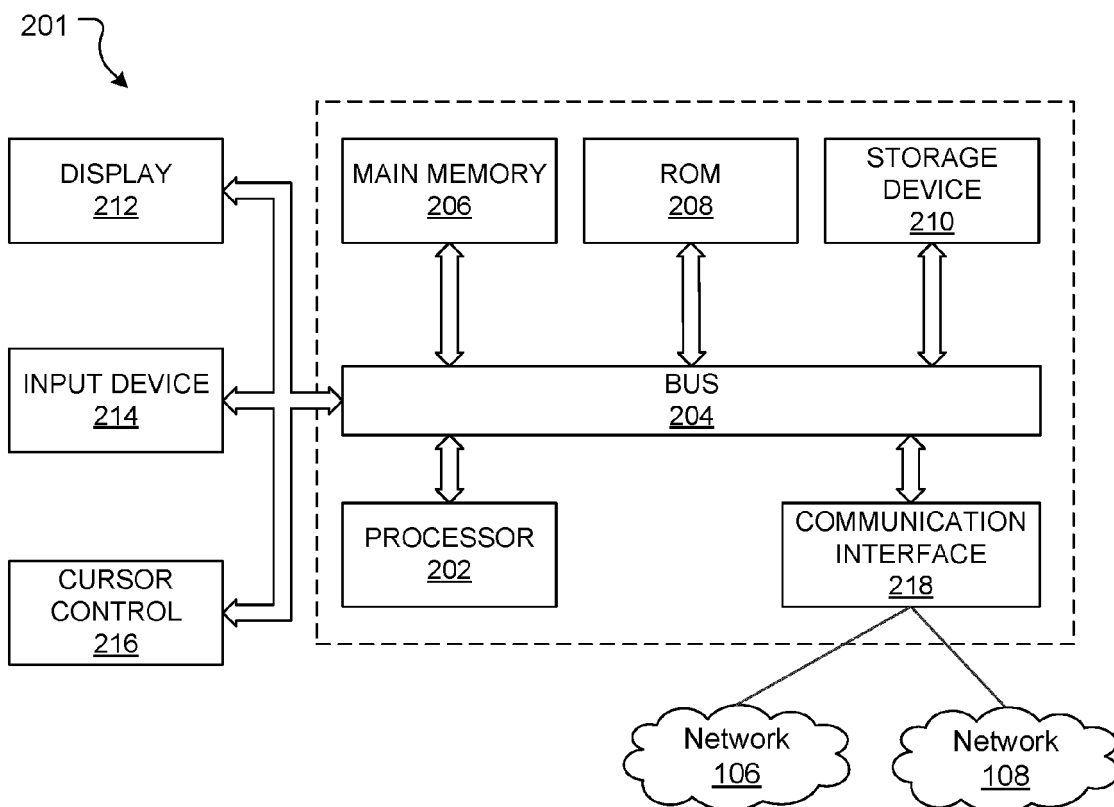 201
DISPLAY
212
MAIN MEMORY
206
ROM
208
STORAGE
DEVICE
210
INPUT DEVICE
214
BUS
204
CURSOR
CONTROL
216
PROCESSOR
202
COMMUNICATION
INTERFACE
218
Network
106
Network
108